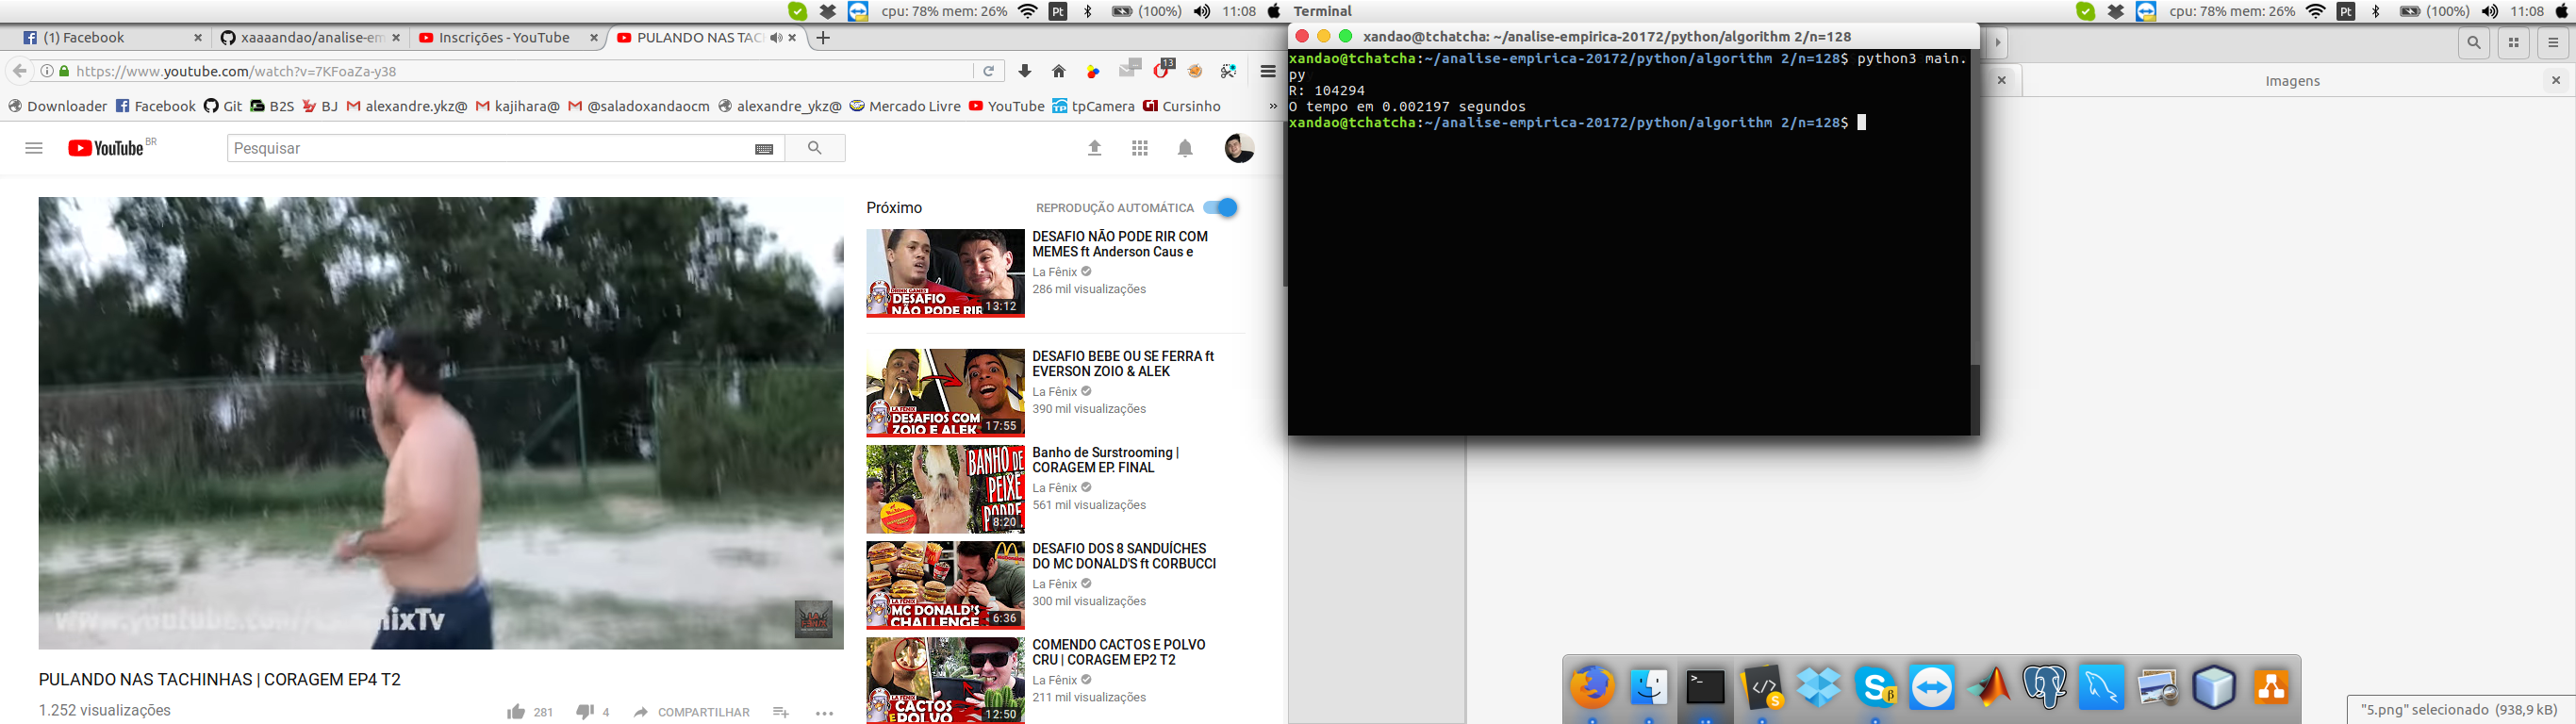 cpu: 78% mem: 26% Pt (100%) 11:08
Terminal
cpu: 78% mem: 26% Pt (100%) 11:08
(1) Facebook
xaaaandao/analise-em
Inscrições - YouTube
PULANDO NAS TAC
https://www.youtube.com/watch?v=7KFoaZa-y38
13
Downloader Facebook Git B2S BJ alexandre.ykz@ kajihara@ @saladoxandaocm alexandre_ykz@ Mercado Livre YouTube tpCamera Cursinho
YouTube BR
Pesquisar
www.youtube.com/
nixTv
PULANDO NAS TACHINHAS | CORAGEM EP4 T2
1.252 visualizações
281
4
COMPARTILHAR
Próximo
REPRODUÇÃO AUTOMÁTICA
DESAFIO
NÃO PODE RIR
13:12
DESAFIO NÃO PODE RIR COM
MEMES ft Anderson Caus e
La Fênix
286 mil visualizações
LA FÊNIX
DESAFIOS COM
ZOIO E ALEK
17:55
DESAFIO BEBE OU SE FERRA ft
EVERSON ZOIO & ALEK
La Fênix
390 mil visualizações
BANHO DE
PEIXE
PODRE
8:20
Banho de Surstrooming |
CORAGEM EP. FINAL
La Fênix
561 mil visualizações
MC DONALD'S
CHALLENGE
6:36
DESAFIO DOS 8 SANDUÍCHES
DO MC DONALD'S ft CORBUCCI
La Fênix
300 mil visualizações
CACTOS
E POLVO
12:50
COMENDO CACTOS E POLVO
CRU | CORAGEM EP2 T2
La Fênix
211 mil visualizações
xandao@tchatcha: ~/analise-empirica-20172/python/algorithm 2/n=128
xandao@tchatcha:~/analise-empirica-20172/python/algorithm 2/n=128$ python3 main.
py
R: 104294
O tempo em 0.002197 segundos
xandao@tchatcha:~/analise-empirica-20172/python/algorithm 2/n=128$
Imagens
"5.png" selecionado (938,9 kB)